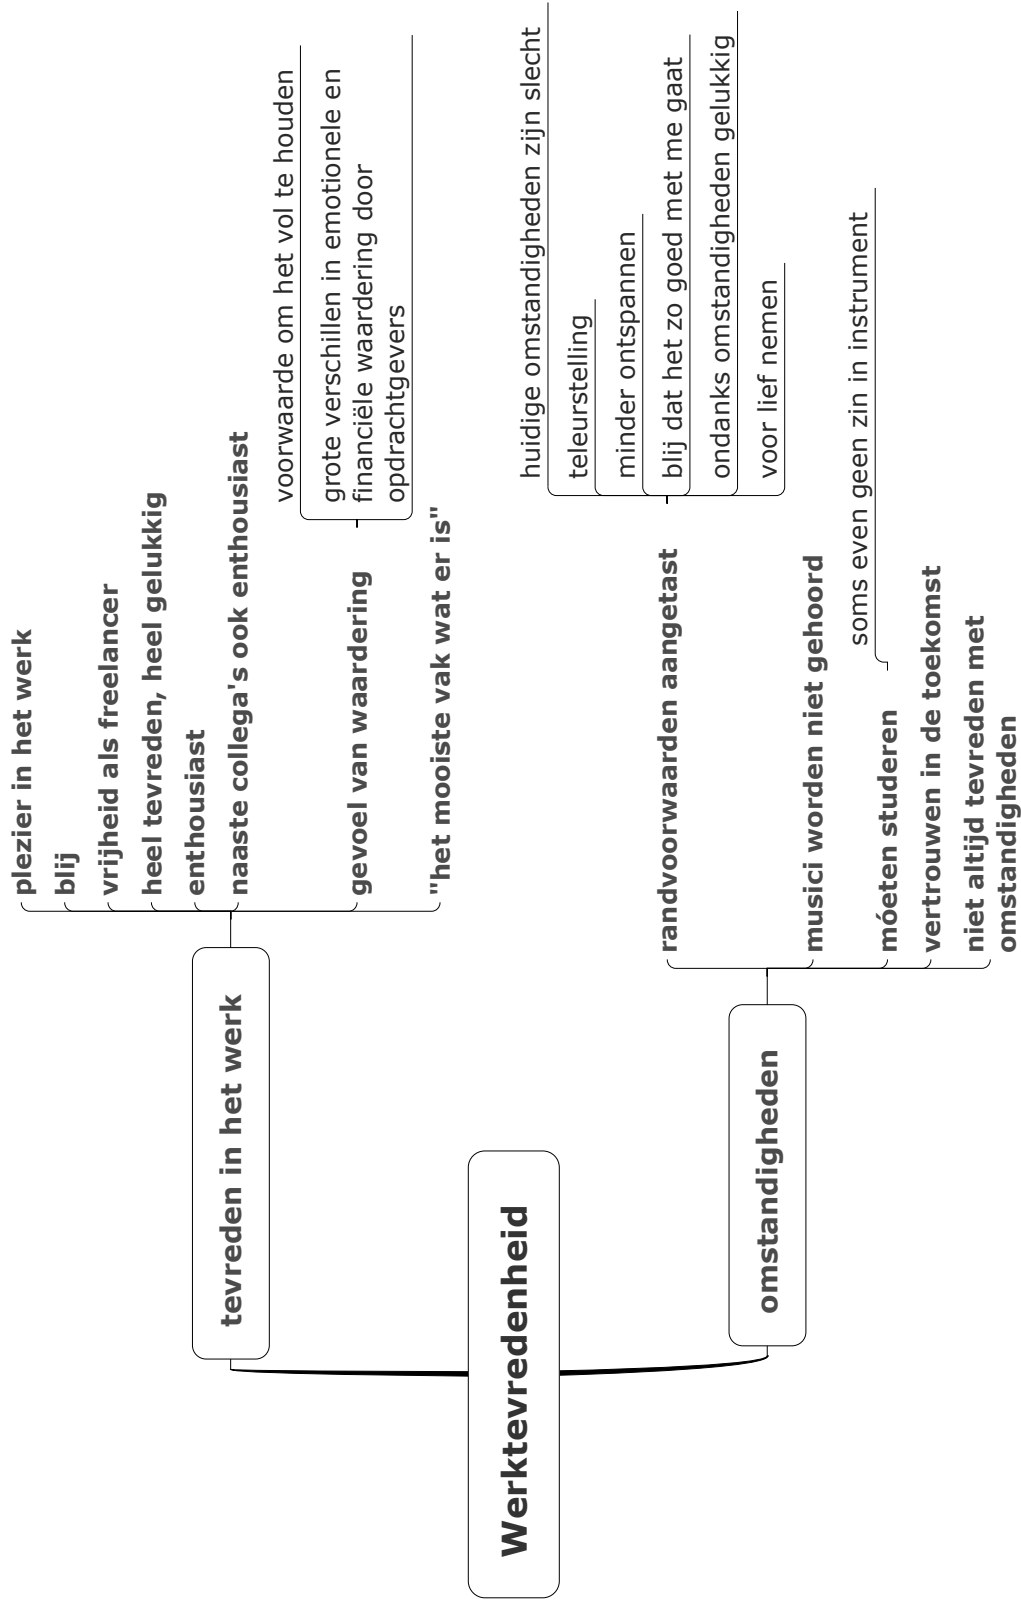 Werktevredenheid
tevreden in het werk
plezier in het werk
blij
vrijheid als freelancer
heel tevreden, heel gelukkig
enthousiast
naaste collega's ook enthousiast
gevoel van waardering
voorwaarde om het vol te houden
grote verschillen in emotionele en
financiële waardering door
opdrachtgevers
"het mooiste vak wat er is"
omstandigheden
randvoorwaarden aangetast
huidige omstandigheden zijn slecht
teleurstelling
minder ontspannen
blij dat het zo goed met me gaat
ondanks omstandigheden gelukkig
voor lief nemen
musici worden niet gehoord
móeten studeren
soms even geen zin in instrument
vertrouwen in de toekomst
niet altijd tevreden met
omstandigheden